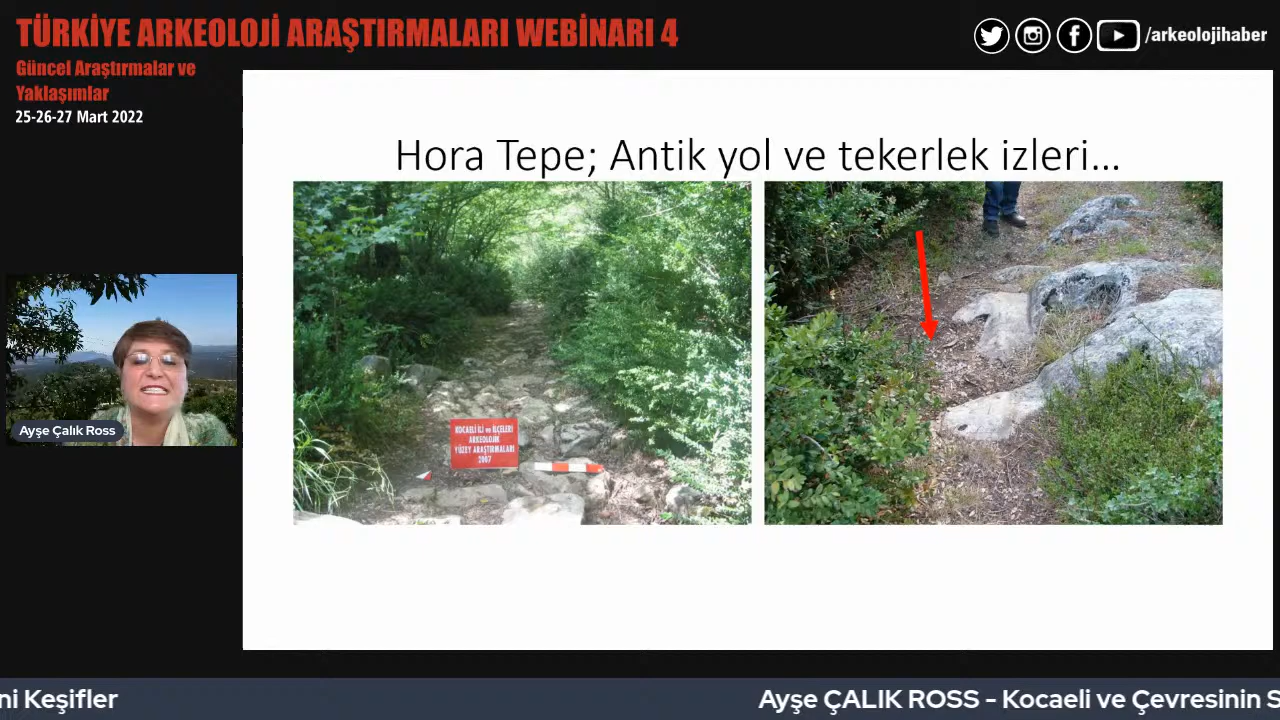 TÜRKİYE ARKEOLOJİ ARAŞTIRMALARI WEBİNARI 4
Güncel Araştırmalar ve
Yaklaşımlar
25-26-27 Mart 2022
/arkeolojihaber
Hora Tepe; Antik yol ve tekerlek izleri...
KOCAELİ İLİ ve İLÇELERİ
ARKEOLOJİK
YÜZEY ARAŞTIRMALARI
2007
Ayşe Çalık Ross
ni Keşifler
Ayşe ÇALIK ROSS - Kocaeli ve Çevresinin S